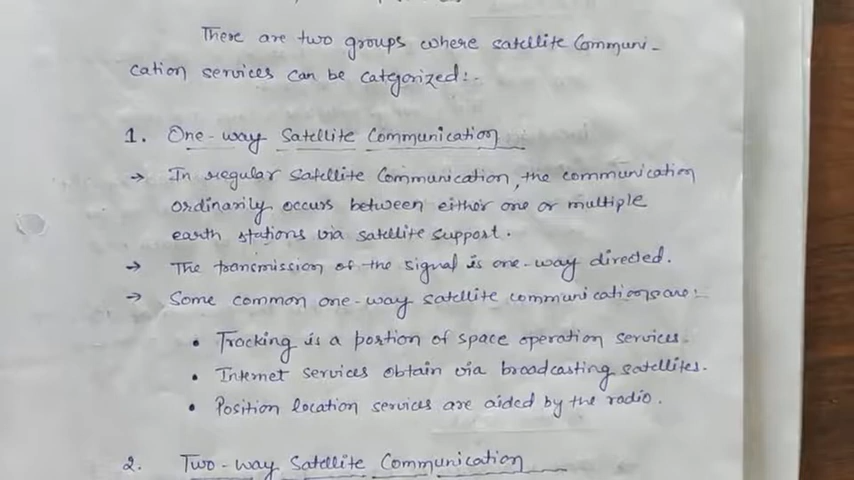 There are two groups where satellite Communi-
cation services can be categorized:-
1. One-way Satellite Communication
→ In regular Satellite Communication, the communication
ordinarily occurs between either one or multiple
earth stations via satellite support.
→ The transmission of the signal is one-way directed.
→ Some common one-way satellite communications are:-
• Tracking is a portion of space operation services.
• Internet services obtain via broadcasting satellites.
• Position location services are aided by the radio.
2. Two-way Satellite Communication